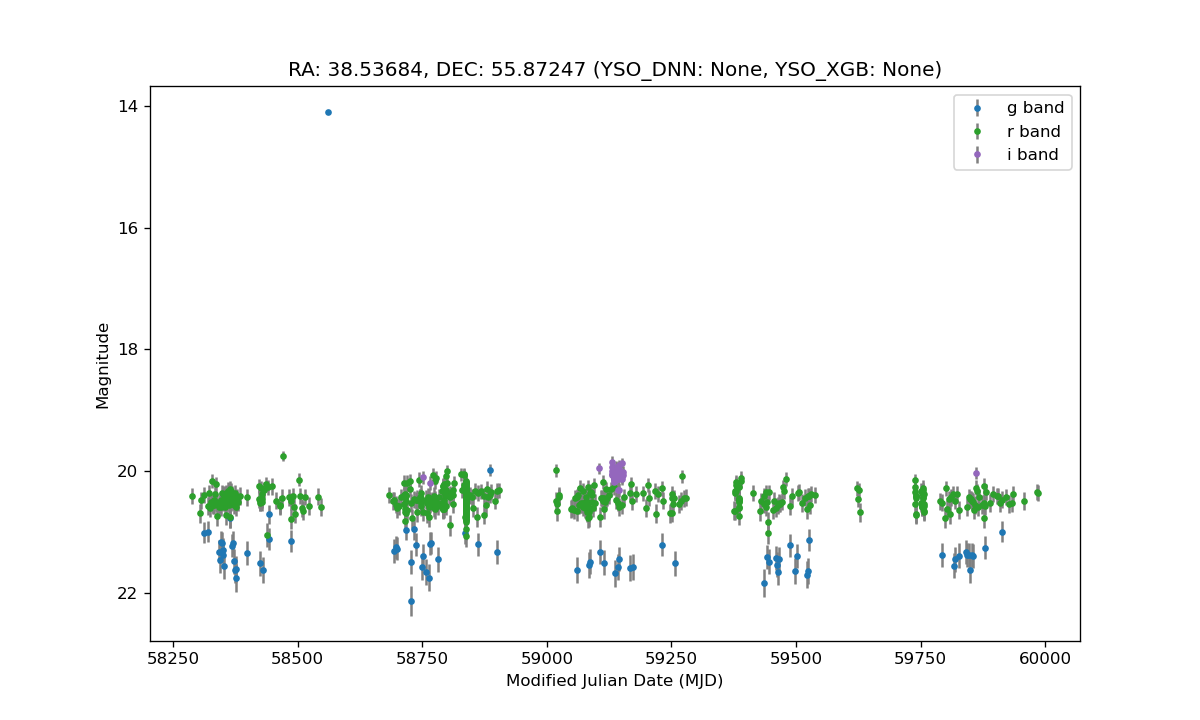 RA: 38.53684, DEC: 55.87247 (YSO_DNN: None, YSO_XGB: None)
14
16
18
20
22
Magnitude
g band
r band
i band
58250 58500 58750 59000 59250 59500 59750 60000
Modified Julian Date (MJD)